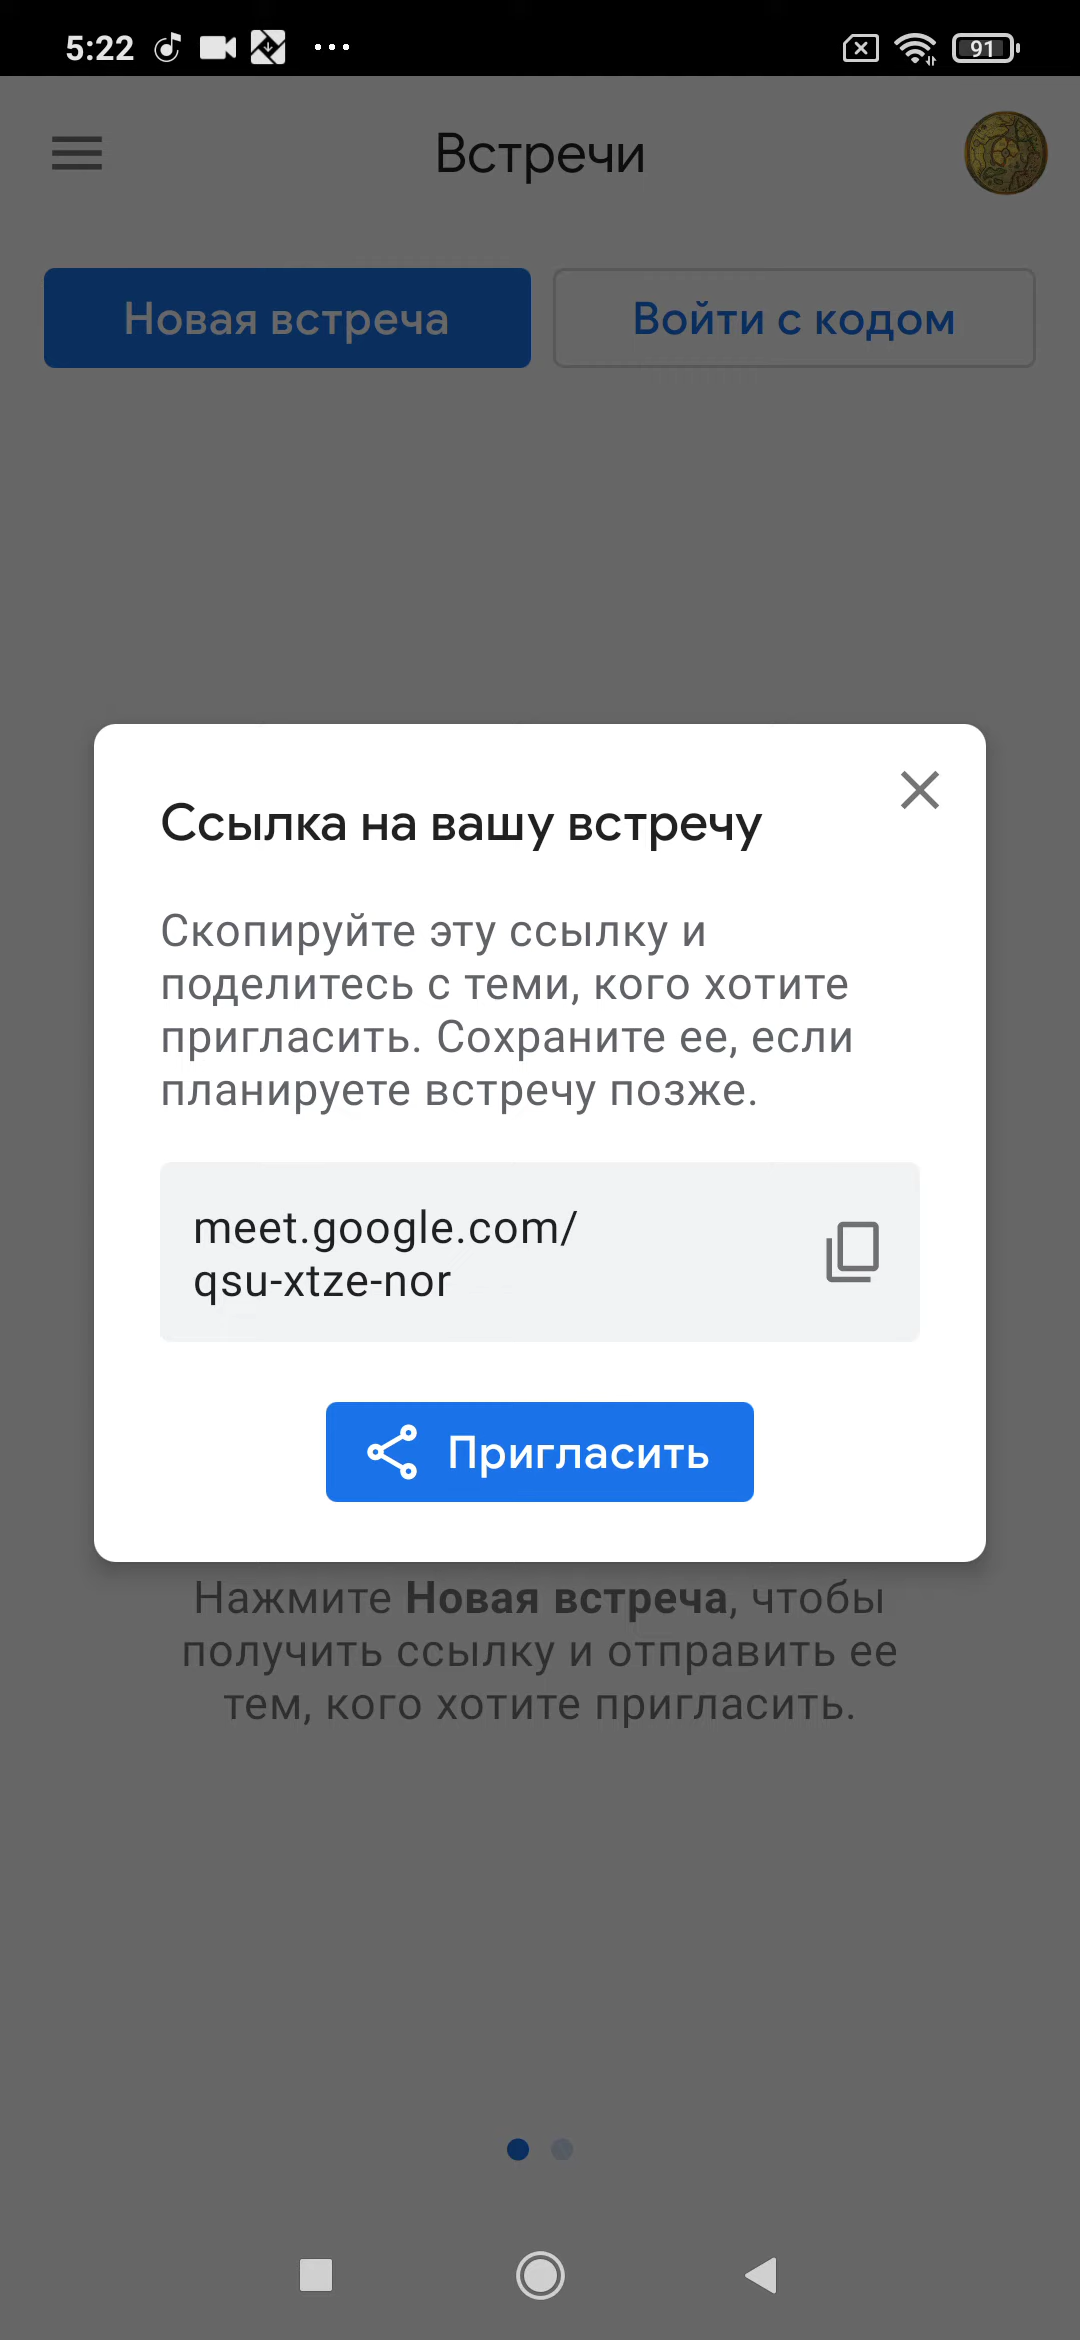 5:22
91
Встречи
Новая встреча
Войти с кодом
Ссылка на вашу встречу
Скопируйте эту ссылку и
поделитесь с теми, кого хотите
пригласить. Сохраните ее, если
планируете встречу позже.
meet.google.com/
qsu-xtze-nor
Пригласить
Нажмите Новая встреча, чтобы
получить ссылку и отправить ее
тем, кого хотите пригласить.